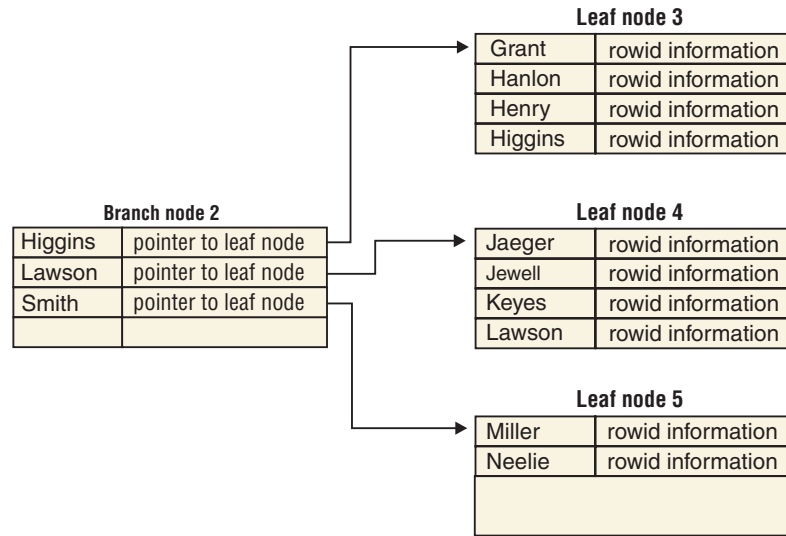 Leaf node 3
Grant rowid information
Hanlon rowid information
Henry rowid information
Higgins rowid information
Branch node 2
Higgins pointer to leaf node
Lawson pointer to leaf node
Smith pointer to leaf node
Leaf node 4
Jaeger rowid information
Jewell rowid information
Keyes rowid information
Lawson rowid information
Leaf node 5
Miller rowid information
Neelie rowid information